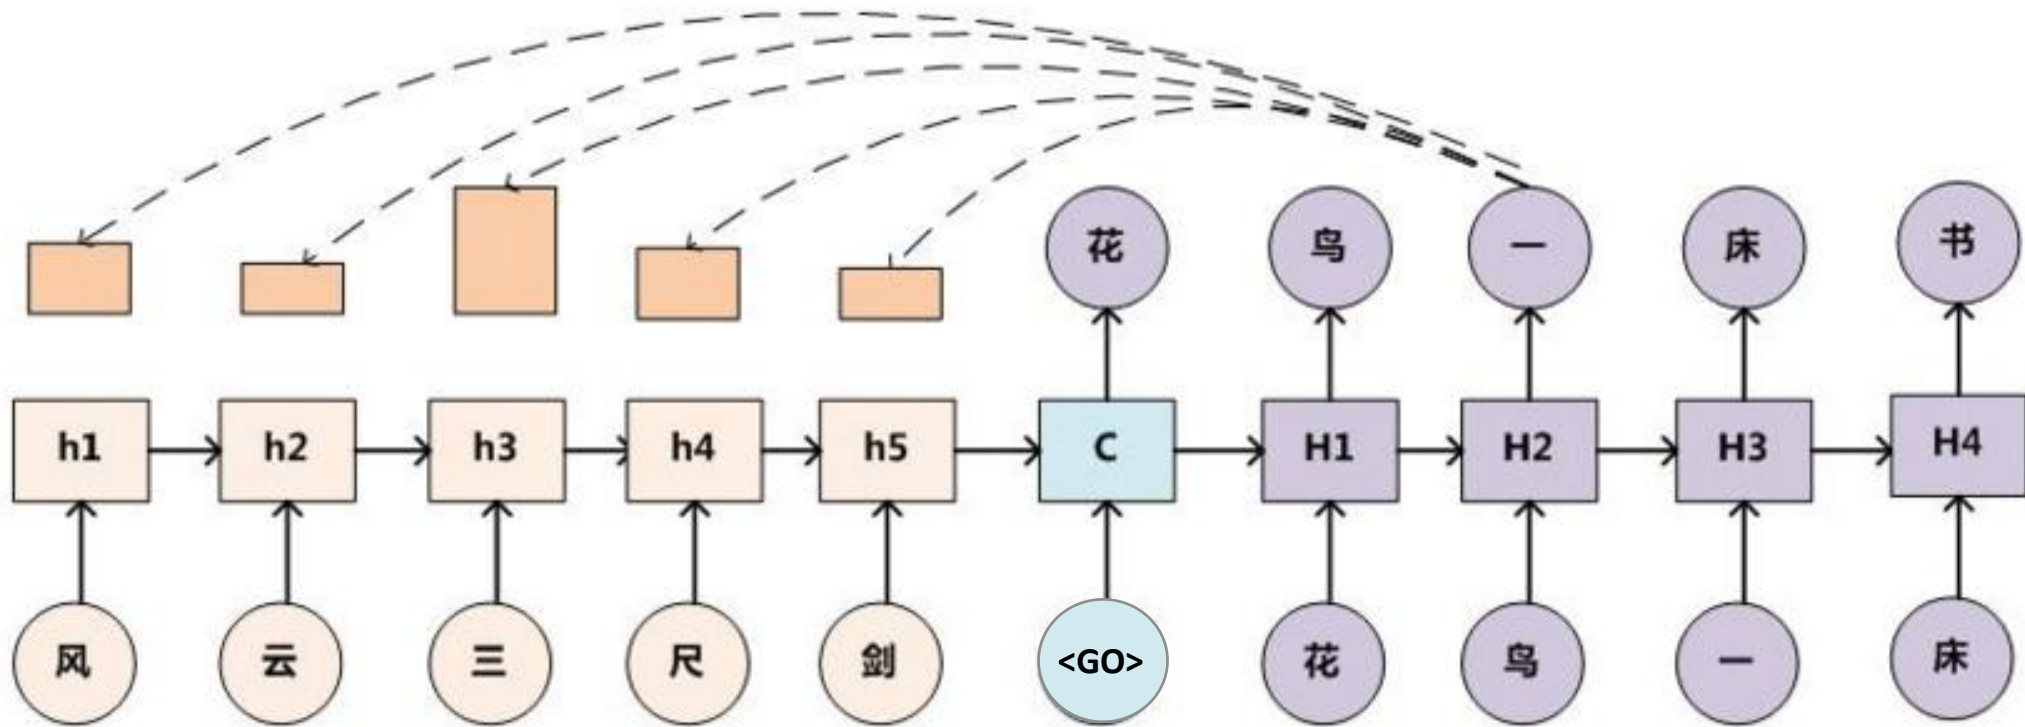 花 鸟 一 床 书
h1 h2 h3 h4 h5 C H1 H2 H3 H4
风 云 三 尺 剑 <GO> 花 鸟 一 床